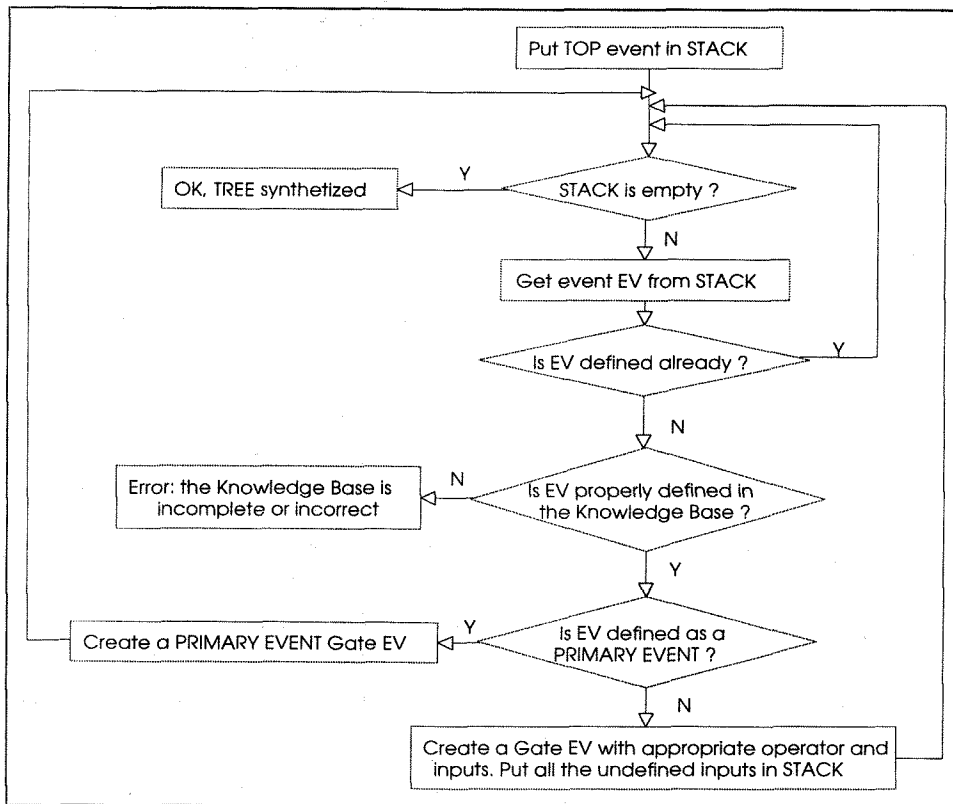 Put TOP event in STACK
Y
OK, TREE synthetized
STACK is empty ?
N
Get event EV from STACK
Y
Is EV defined already ?
N
N
Error: the Knowledge Base is
incomplete or incorrect
Is EV properly defined in
the Knowledge Base ?
Y
Y
Create a PRIMARY EVENT Gate EV
Is EV defined as a
PRIMARY EVENT ?
N
Create a Gate EV with appropriate operator and
inputs. Put all the undefined inputs in STACK